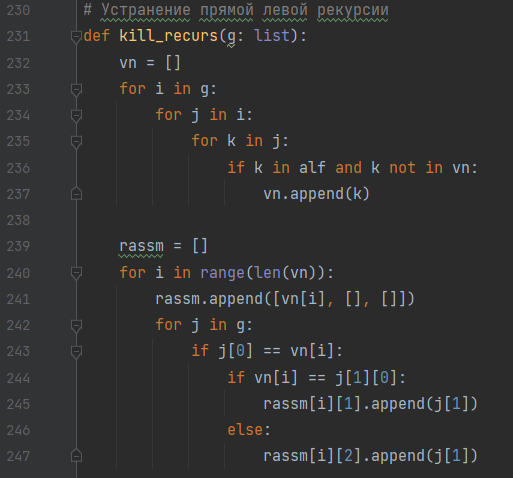 230 # Устранение прямой левой рекурсии
231 def kill_recurs(g: list):
232     vn = []
233     for i in g:
234         for j in i:
235             for k in j:
236                 if k in alf and k not in vn:
237                     vn.append(k)
238
239     rassm = []
240     for i in range(len(vn)):
241         rassm.append([vn[i], [], []])
242         for j in g:
243             if j[0] == vn[i]:
244                 if vn[i] == j[1][0]:
245                     rassm[i][1].append(j[1])
246                 else:
247                     rassm[i][2].append(j[1])